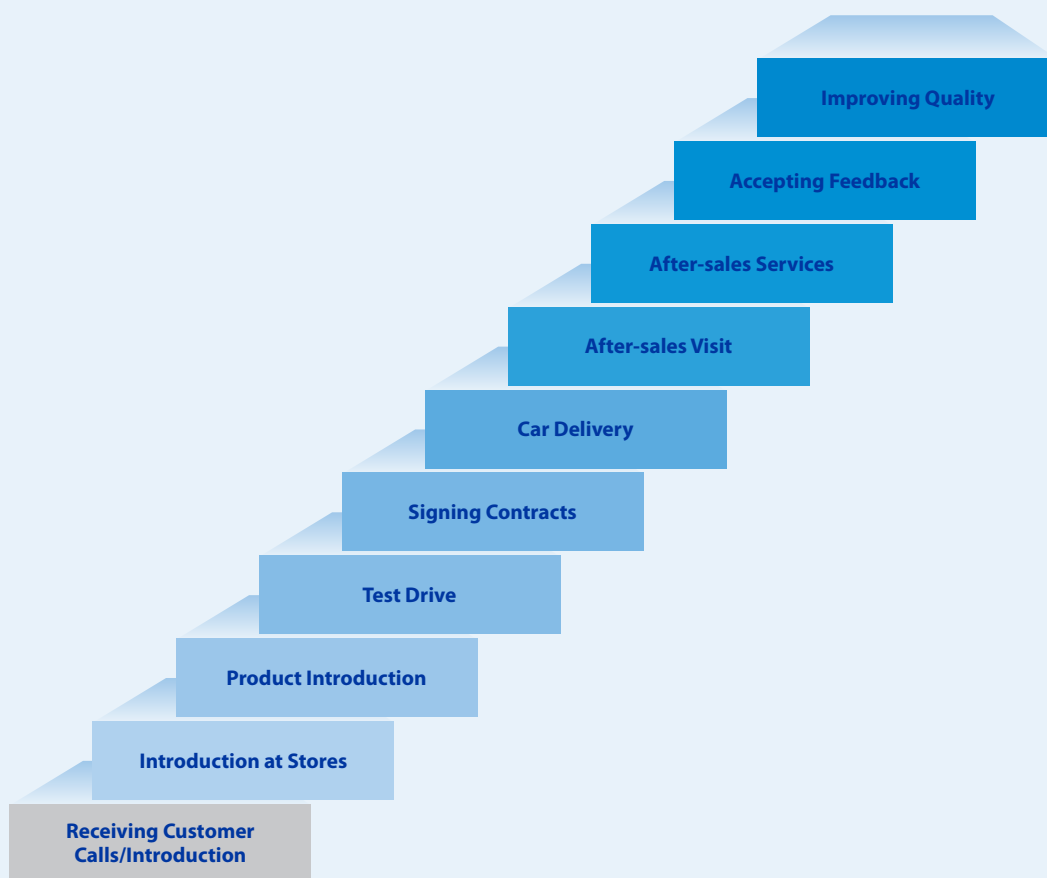 Improving Quality
Accepting Feedback
After-sales Services
After-sales Visit
Car Delivery
Signing Contracts
Test Drive
Product Introduction
Introduction at Stores
Receiving Customer
Calls/Introduction